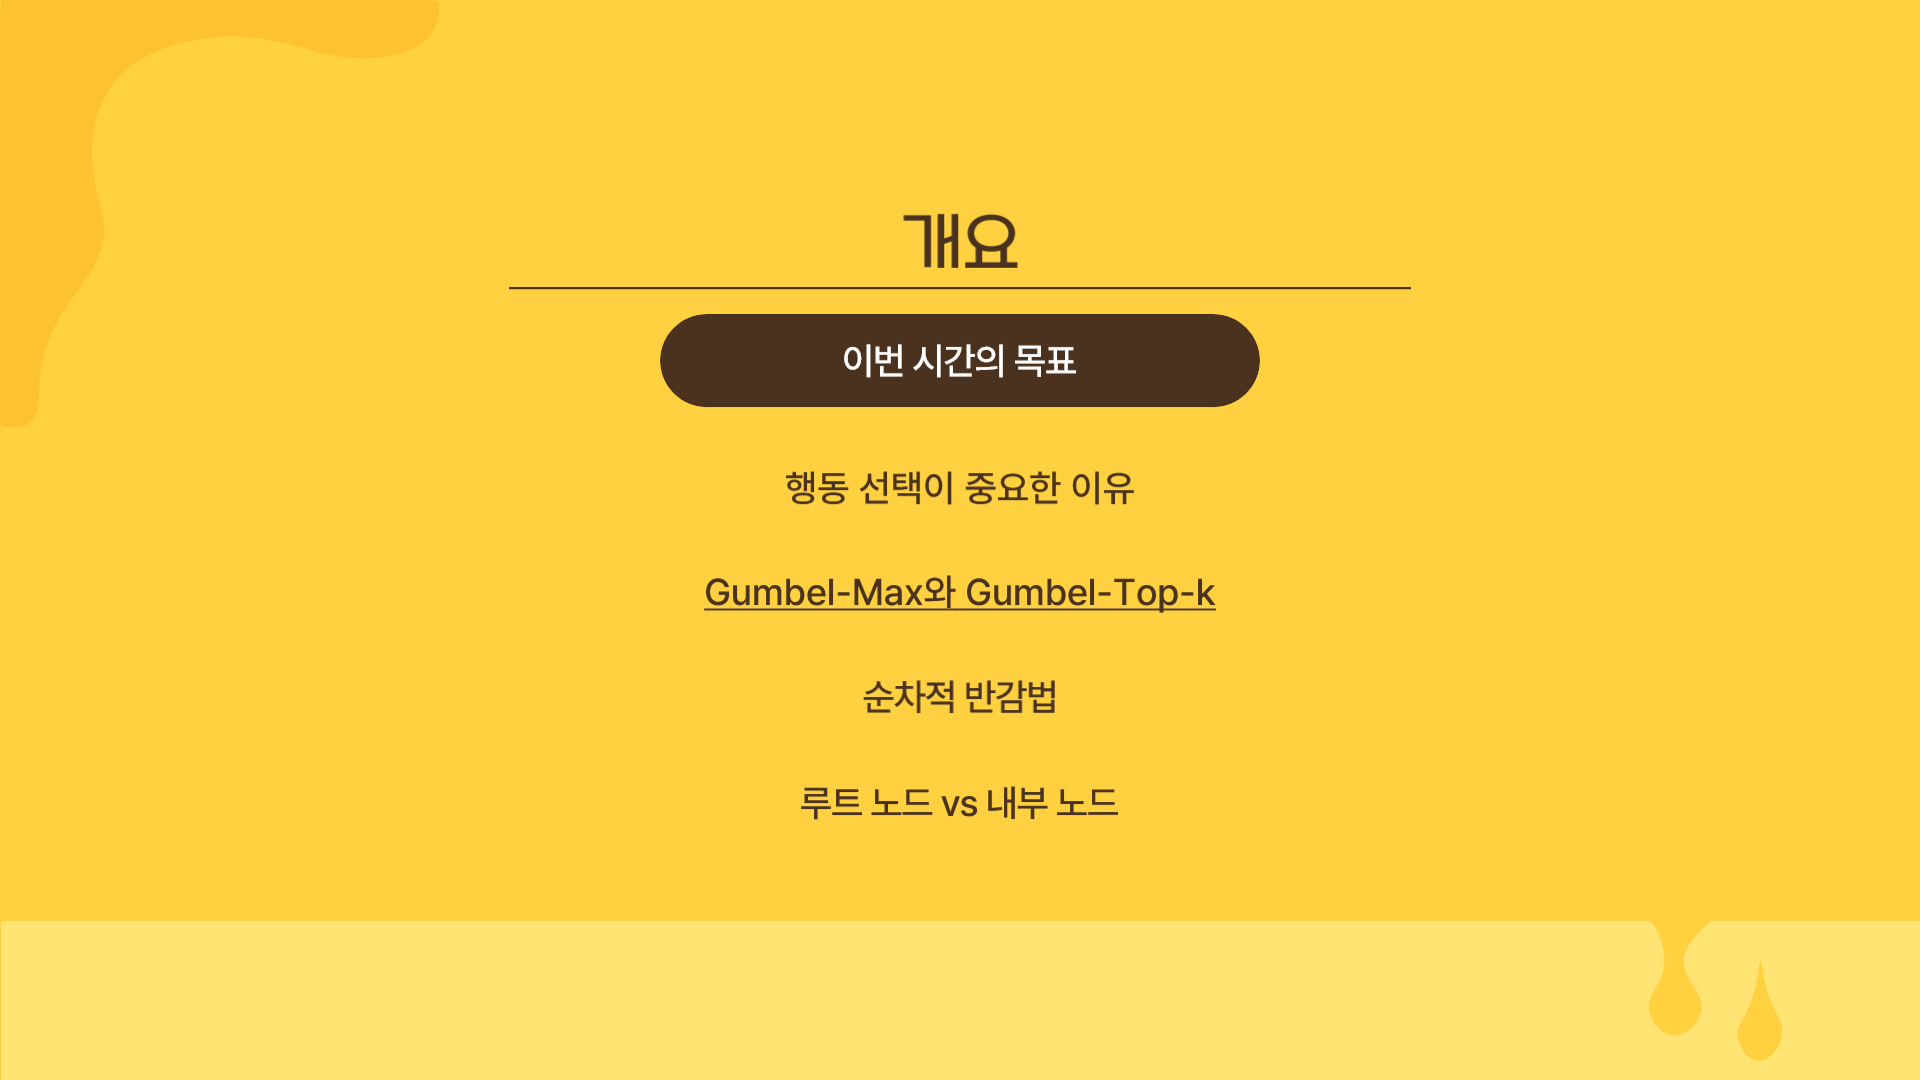 개요
이번 시간의 목표
행동 선택이 중요한 이유
Gumbel-Max와 Gumbel-Top-k
순차적 반감법
루트 노드 vs 내부 노드